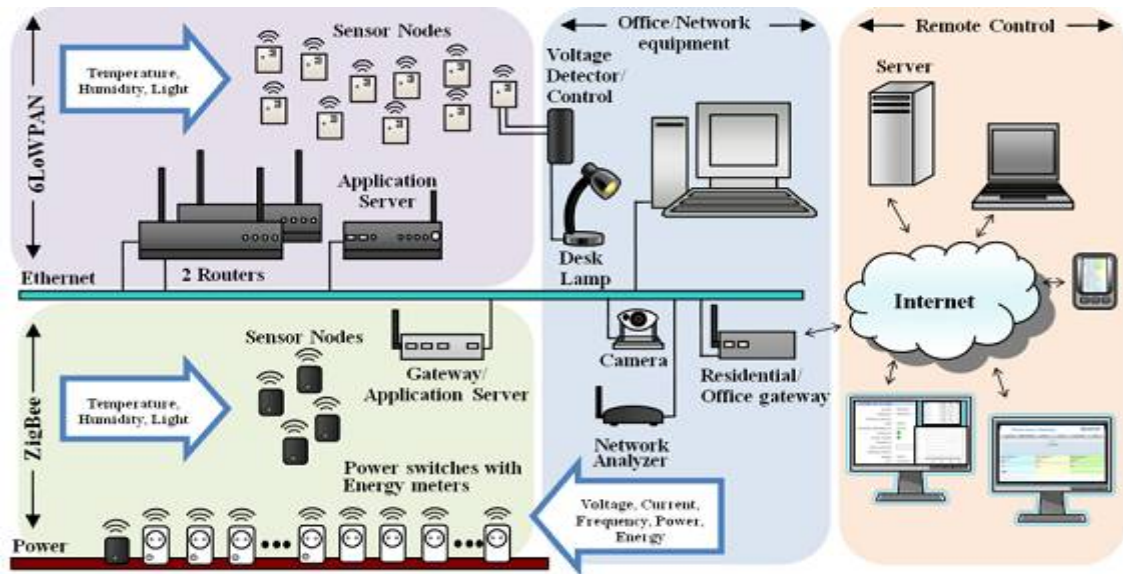 6LoWPAN
Temperature,
Humidity, Light
Sensor Nodes
Application
Server
2 Routers
Ethernet
Office/Network
equipment
Voltage
Detector/
Control
Desk
Lamp
Remote Control
Server
Internet
ZigBee
Sensor Nodes
Temperature,
Humidity, Light
Gateway/
Application Server
Camera
Residential/
Office gateway
Network
Analyzer
Power switches with
Energy meters
Voltage, Current,
Frequency, Power,
Energy
Power